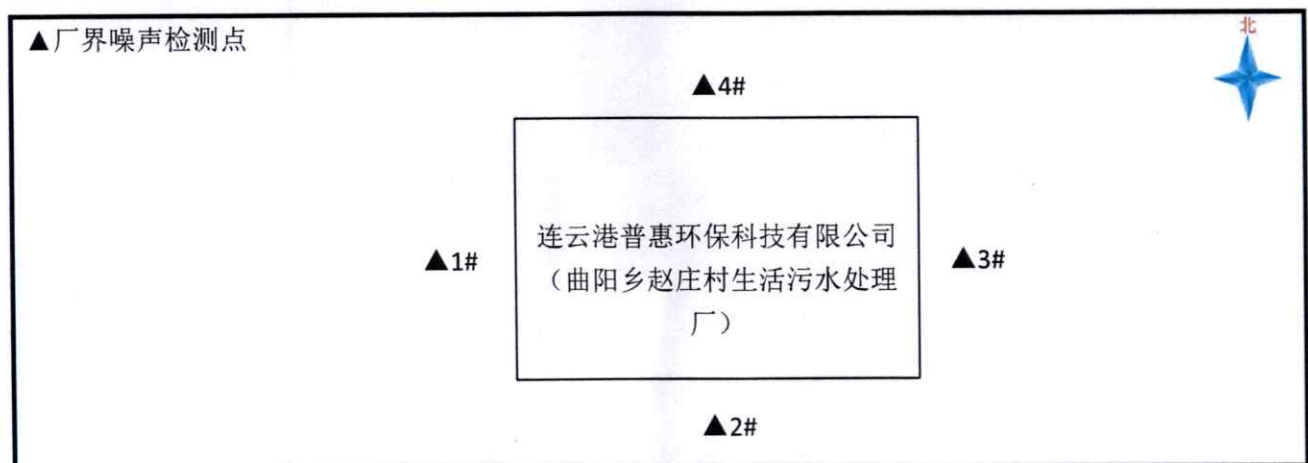 ▲厂界噪声检测点
北
▲4#
连云港普惠环保科技有限公司
（曲阳乡赵庄村生活污水处理
厂）
▲1#
▲3#
▲2#